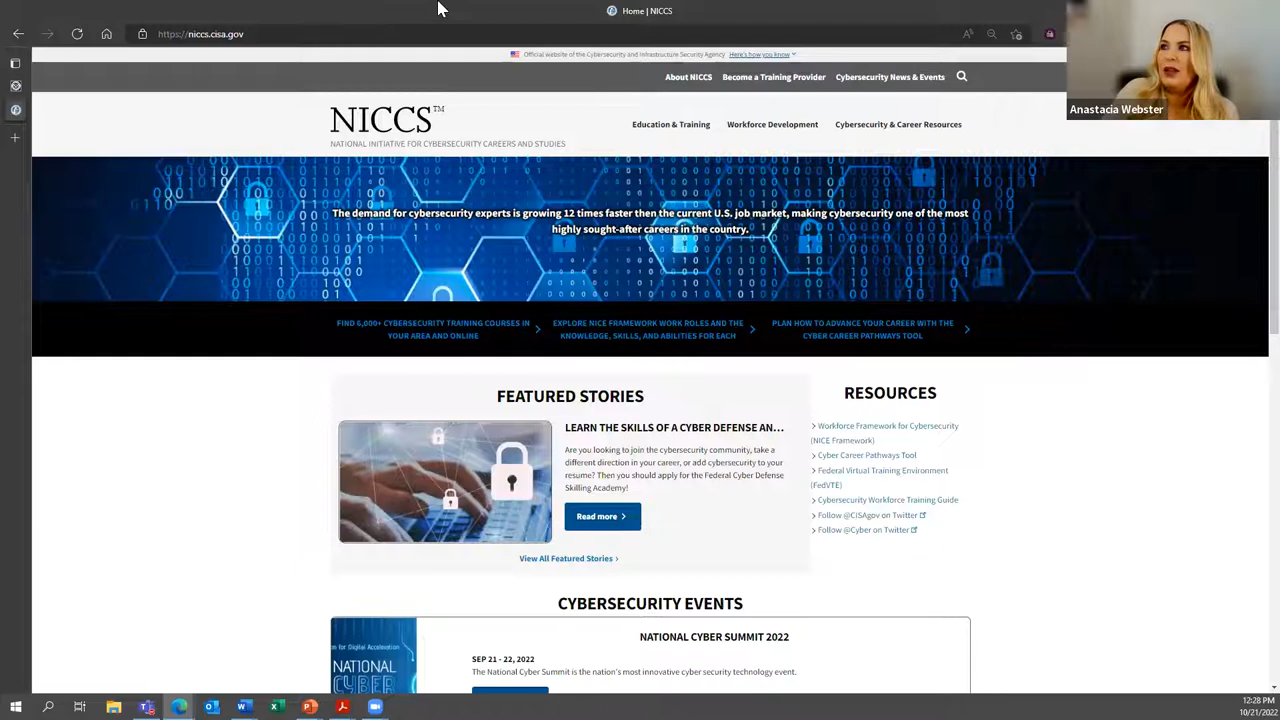 Home | NICCS
https://niccs.cisa.gov
Official website of the Cybersecurity and Infrastructure Security Agency Here's how you know
About NICCS Become a Training Provider Cybersecurity News & Events
Anastacia Webster
NICCS™
NATIONAL INITIATIVE FOR CYBERSECURITY CAREERS AND STUDIES
Education & Training Workforce Development Cybersecurity & Career Resources
The demand for cybersecurity experts is growing 12 times faster then the current U.S. job market, making cybersecurity one of the most
highly sought-after careers in the country.
FIND 6,000+ CYBERSECURITY TRAINING COURSES IN
YOUR AREA AND ONLINE
EXPLORE NICE FRAMEWORK WORK ROLES AND THE
KNOWLEDGE, SKILLS, AND ABILITIES FOR EACH
PLAN HOW TO ADVANCE YOUR CAREER WITH THE
CYBER CAREER PATHWAYS TOOL
FEATURED STORIES
LEARN THE SKILLS OF A CYBER DEFENSE AN...
Are you looking to join the cybersecurity community, take a
different direction in your career, or add cybersecurity to your
resume? Then you should apply for the Federal Cyber Defense
Skilling Academy!
Read more
View All Featured Stories
RESOURCES
Workforce Framework for Cybersecurity
(NICE Framework)
Cyber Career Pathways Tool
Federal Virtual Training Environment
(FedVTE)
Cybersecurity Workforce Training Guide
Follow @CISAgov on Twitter
Follow @Cyber on Twitter
CYBERSECURITY EVENTS
on for Digital Acceleration
NATIONAL
CYBER
NATIONAL CYBER SUMMIT 2022
SEP 21 - 22, 2022
The National Cyber Summit is the nation's most innovative cyber security technology event.
12:28 PM
10/21/2022